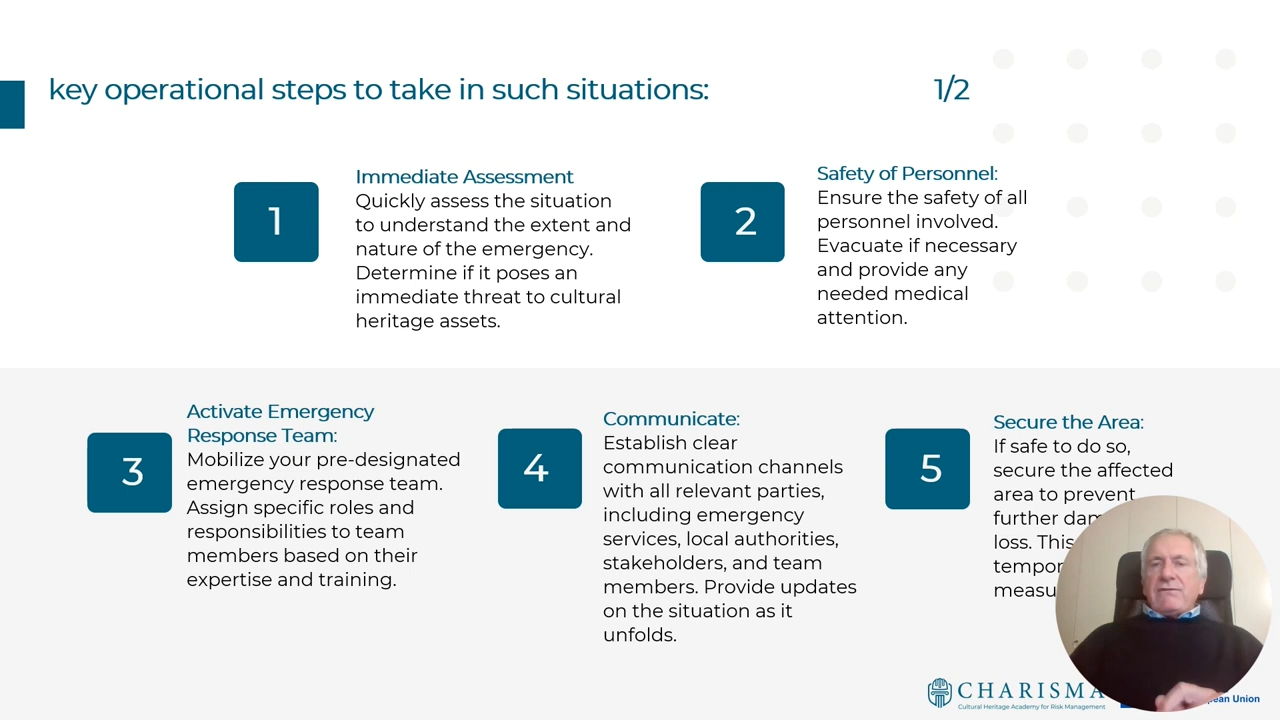 key operational steps to take in such situations:
1/2
1
Immediate Assessment
Quickly assess the situation
to understand the extent and
nature of the emergency.
Determine if it poses an
immediate threat to cultural
heritage assets.
2
Safety of Personnel:
Ensure the safety of all
personnel involved.
Evacuate if necessary
and provide any
needed medical
attention.
3
Activate Emergency
Response Team:
Mobilize your pre-designated
emergency response team.
Assign specific roles and
responsibilities to team
members based on their
expertise and training.
4
Communicate:
Establish clear
communication channels
with all relevant parties,
including emergency
services, local authorities,
stakeholders, and team
members. Provide updates
on the situation as it
unfolds.
5
Secure the Area:
If safe to do so,
secure the affected
area to prevent
further
loss. This
CHARISMA
Cultural Heritage Academy for Risk Management
Union